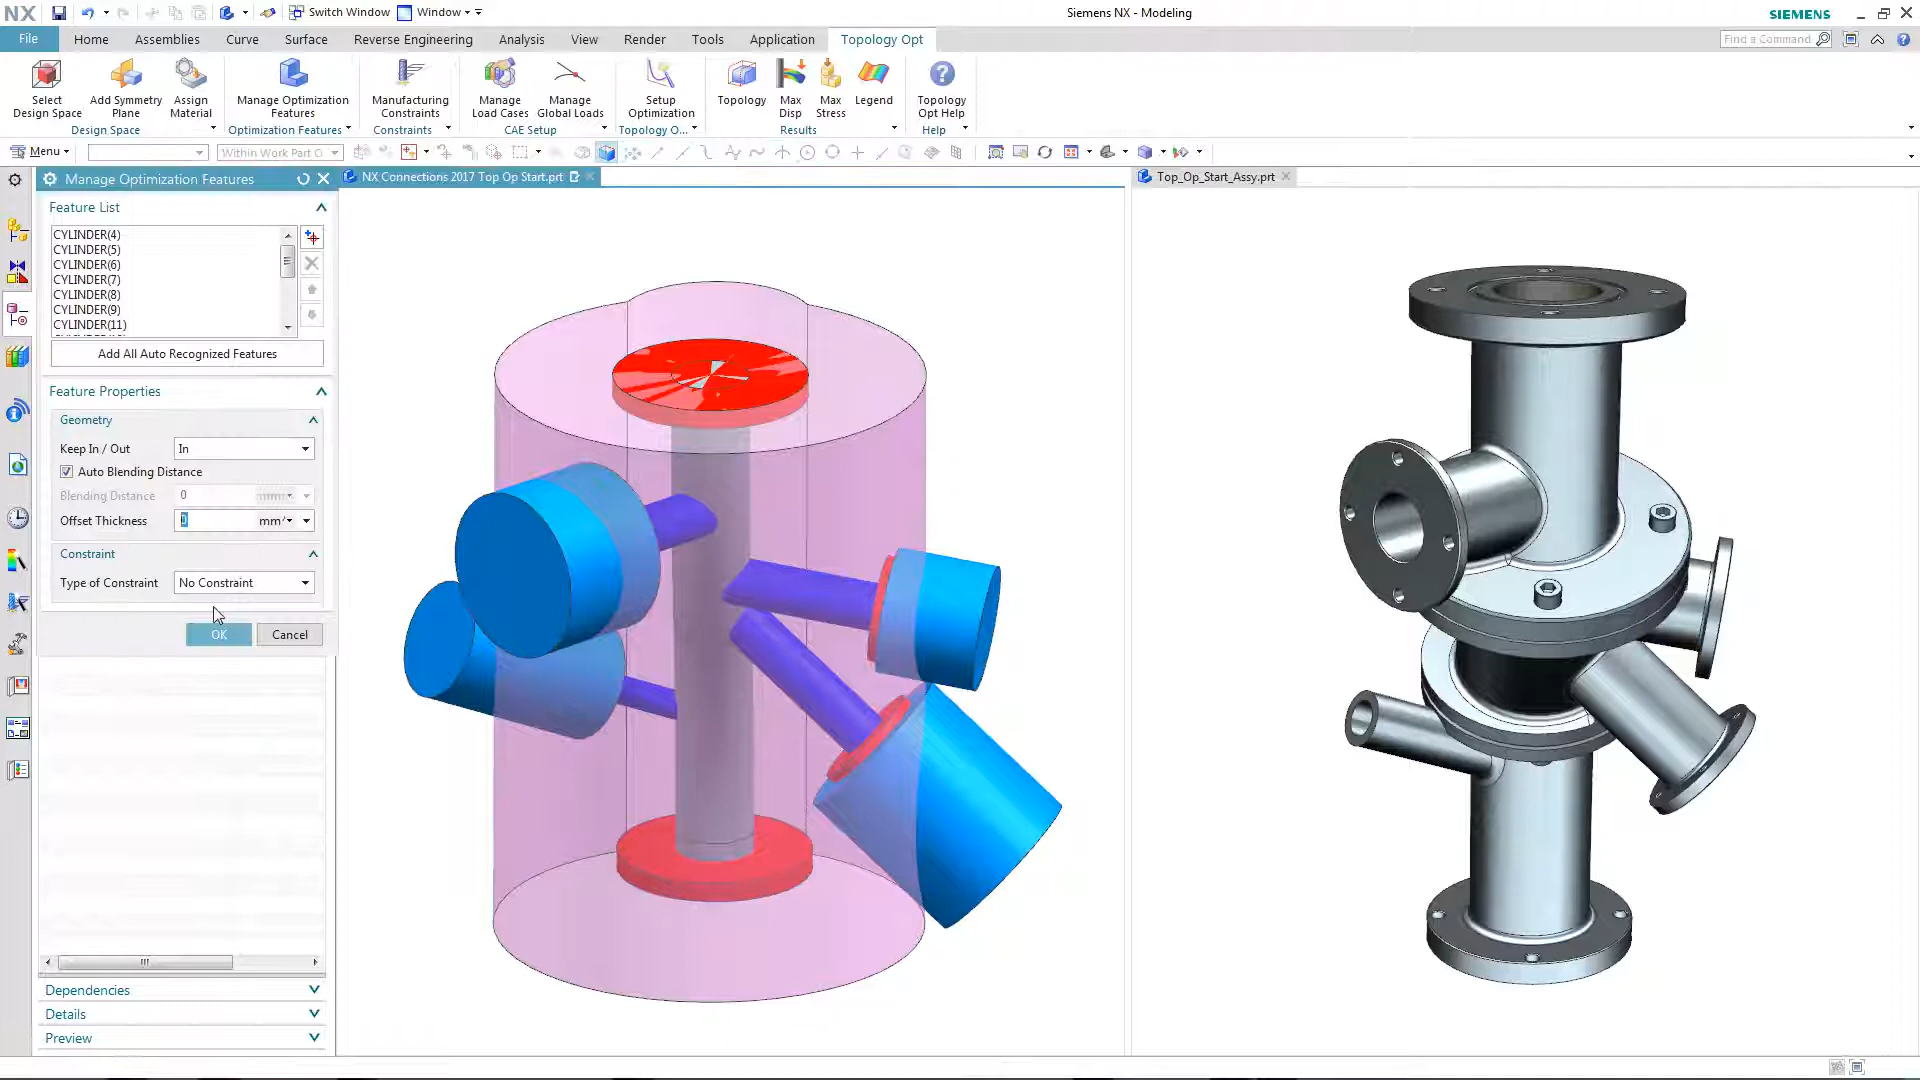 NX
Switch Window
Window
Siemens NX - Modeling
SIEMENS
File
Home
Assemblies
Curve
Surface
Reverse Engineering
Analysis
View
Render
Tools
Application
Topology Opt
Find a Command
Select
Design Space
Add Symmetry
Plane
Assign
Material
Manage Optimization
Features
Manufacturing
Constraints
Manage
Load Cases
Manage
Global Loads
Setup
Optimization
Topology
Max
Disp
Max
Stress
Legend
Topology
Opt Help
Design Space
Optimization Features
Constraints
CAE Setup
Topology O...
Results
Help
Menu
Within Work Part O
Manage Optimization Features
NX Connections 2017 Top Op Start.prt
Top_Op_Start_Assy.prt
Feature List
CYLINDER(4)
CYLINDER(5)
CYLINDER(6)
CYLINDER(7)
CYLINDER(8)
CYLINDER(9)
CYLINDER(11)
Add All Auto Recognized Features
Feature Properties
Geometry
Keep In / Out
In
Auto Blending Distance
Blending Distance
0
mm
Offset Thickness
0
mm
Constraint
Type of Constraint
No Constraint
OK
Cancel
Dependencies
Details
Preview